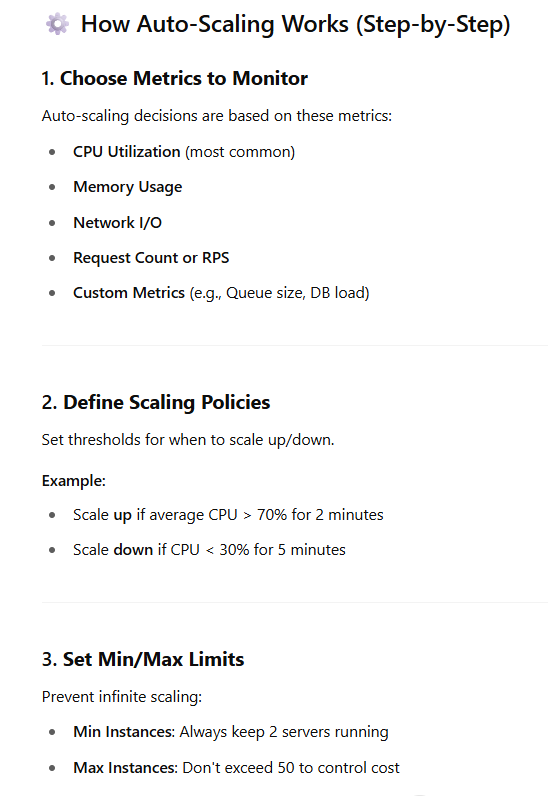 ⚙️ How Auto-Scaling Works (Step-by-Step)
1. Choose Metrics to Monitor
Auto-scaling decisions are based on these metrics:
• CPU Utilization (most common)
• Memory Usage
• Network I/O
• Request Count or RPS
• Custom Metrics (e.g., Queue size, DB load)
2. Define Scaling Policies
Set thresholds for when to scale up/down.
Example:
• Scale up if average CPU > 70% for 2 minutes
• Scale down if CPU < 30% for 5 minutes
3. Set Min/Max Limits
Prevent infinite scaling:
• Min Instances: Always keep 2 servers running
• Max Instances: Don't exceed 50 to control cost